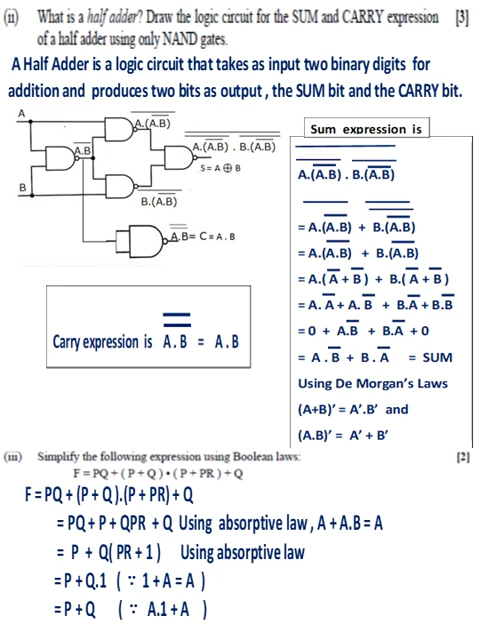 (ii) What is a half adder? Draw the logic circuit for the SUM and CARRY expression [3]
of a half adder using only NAND gates.
A Half Adder is a logic circuit that takes as input two binary digits for
addition and produces two bits as output , the SUM bit and the CARRY bit.
A
A.(A̅.̅B̅)
A̅.̅B̅
A.(A.B) . B.(A.B)
S = A ⊕ B
B
B.(A̅.̅B̅)
A.B = C = A . B
Carry expression is A . B = A . B
Sum expression is
A.(A.B) . B.(A.B)
= A.(A.B) + B.(A.B)
= A.(A̅.̅B̅) + B.(A̅.̅B̅)
= A.( A̅ + B̅ ) + B.( A̅ + B̅ )
= A. A̅ + A. B̅ + B.A̅ + B.B̅
= 0 + A.B̅ + B.A̅ + 0
= A . B̅ + B . A̅ = SUM
Using De Morgan's Laws
(A+B)' = A'.B' and
(A.B)' = A' + B'
(iii) Simplify the following expression using Boolean laws: [2]
F = PQ + ( P + Q ) • ( P + PR ) + Q
F = PQ + (P + Q ).(P + PR) + Q
= PQ + P + QPR + Q Using absorptive law , A + A.B = A
= P + Q( PR + 1 ) Using absorptive law
= P + Q.1 ( ∵ 1 + A = A )
= P + Q ( ∵ A.1 + A )